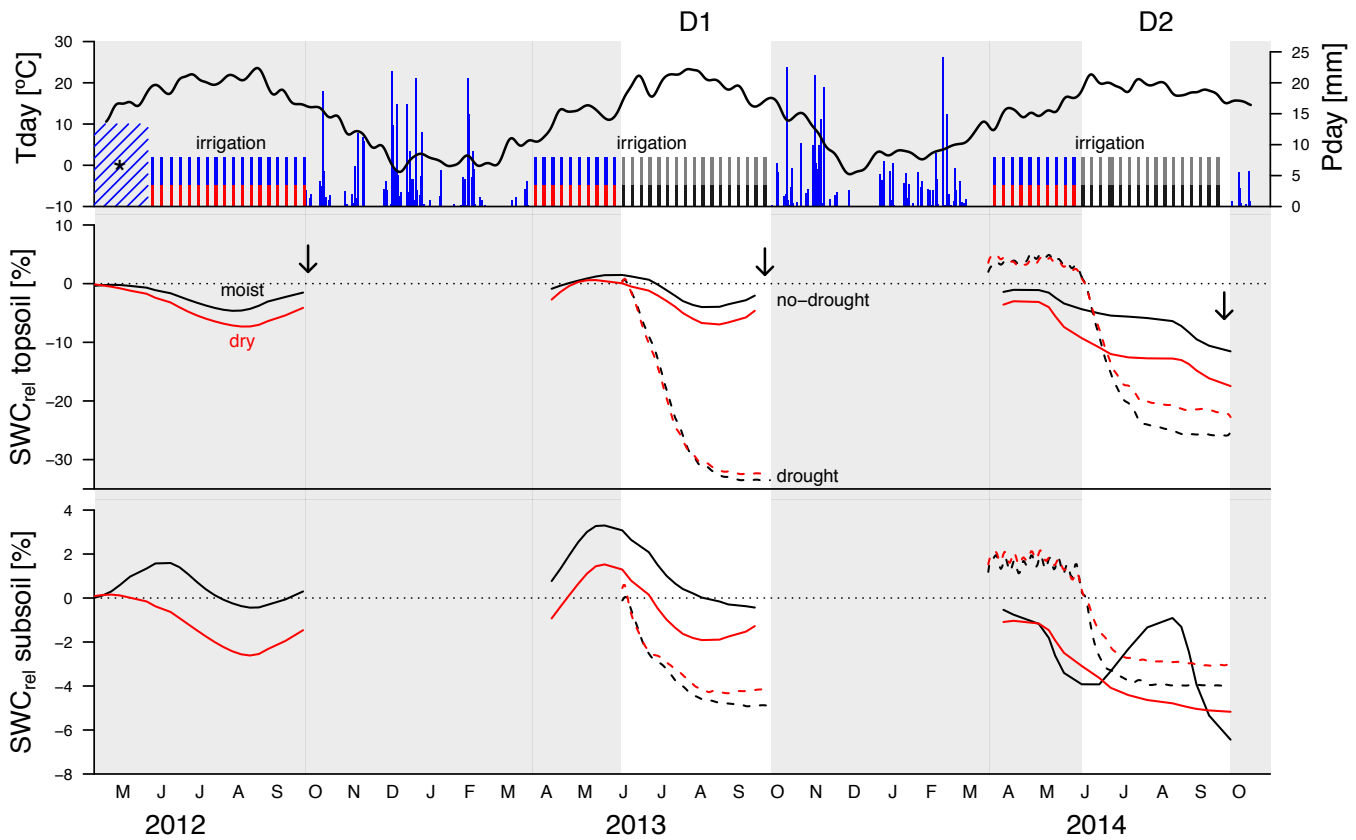 D1 D2
Tday [ºC]
30
20
10
0
−10
irrigation irrigation irrigation
*
Pday [mm]
25
20
15
10
5
0
SWCrel topsoil [%]
10
0
−10
−20
−30
moist
dry
no−drought
drought
SWCrel subsoil [%]
4
2
0
−2
−4
−6
−8
M J J A S O N D J F M A M J J A S O N D J F M A M J J A S O
2012 2013 2014